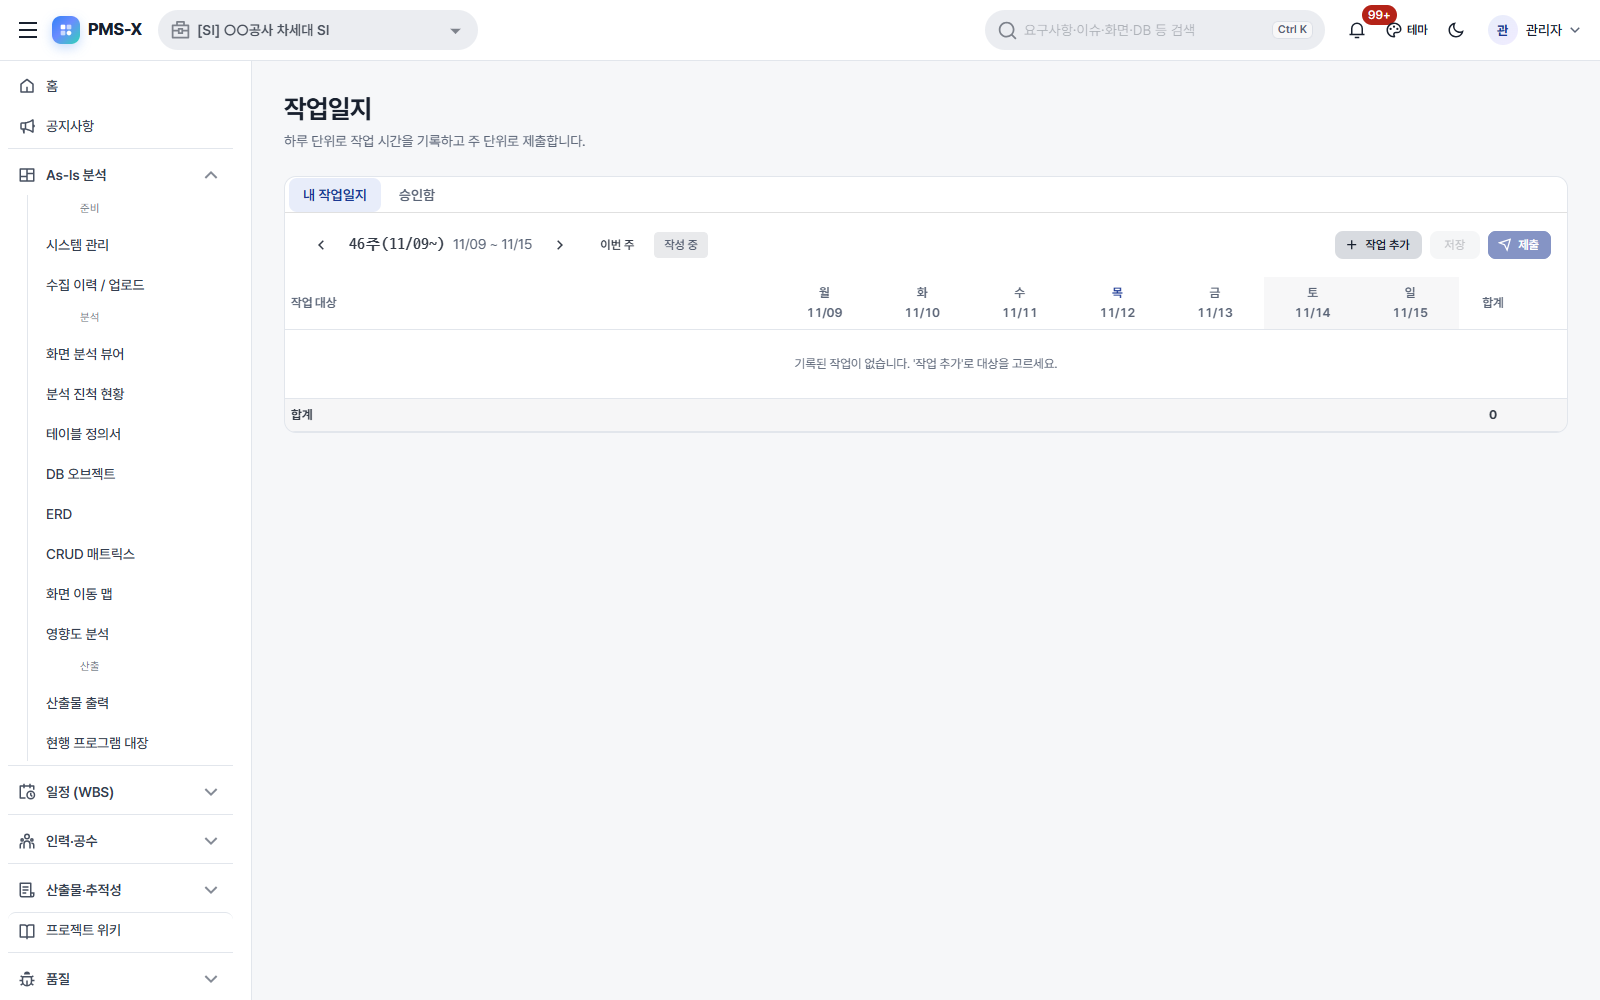 PMS-X
[SI] 〇〇공사 차세대 SI
요구사항·이슈·화면·DB 등 검색
Ctrl K
99+
테마
관
관리자
홈
공지사항
As-Is 분석
준비
시스템 관리
수집 이력 / 업로드
분석
화면 분석 뷰어
분석 진척 현황
테이블 정의서
DB 오브젝트
ERD
CRUD 매트릭스
화면 이동 맵
영향도 분석
산출
산출물 출력
현행 프로그램 대장
일정 (WBS)
인력·공수
산출물·추적성
프로젝트 위키
품질
작업일지
하루 단위로 작업 시간을 기록하고 주 단위로 제출합니다.
내 작업일지 승인함
46주(11/09~) 11/09 ~ 11/15 이번 주 작성 중 작업 추가 저장 제출
작업 대상 월 화 수 목 금 토 일 합계
11/09 11/10 11/11 11/12 11/13 11/14 11/15
기록된 작업이 없습니다. '작업 추가'로 대상을 고르세요.
합계 0